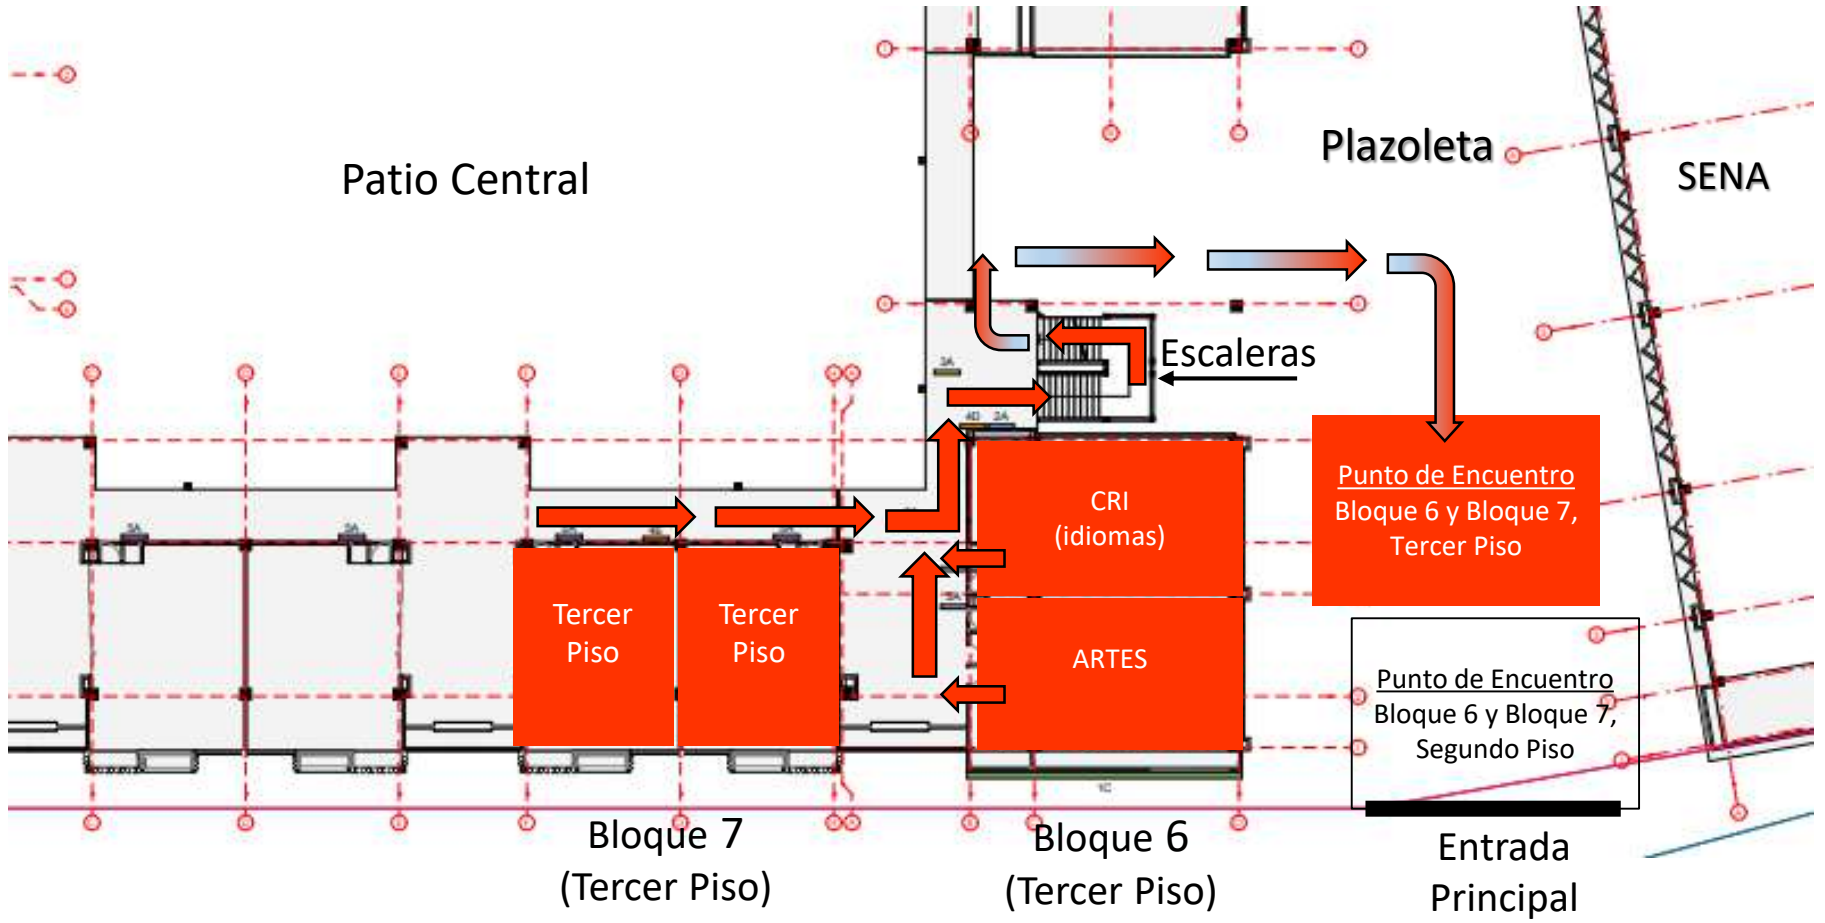 Patio Central
Plazoleta
SENA
Escaleras
Punto de Encuentro
Bloque 6 y Bloque 7,
Tercer Piso
CRI
(idiomas)
Tercer
Piso
Tercer
Piso
ARTES
Punto de Encuentro
Bloque 6 y Bloque 7,
Segundo Piso
1C
Bloque 7
(Tercer Piso)
Bloque 6
(Tercer Piso)
Entrada
Principal